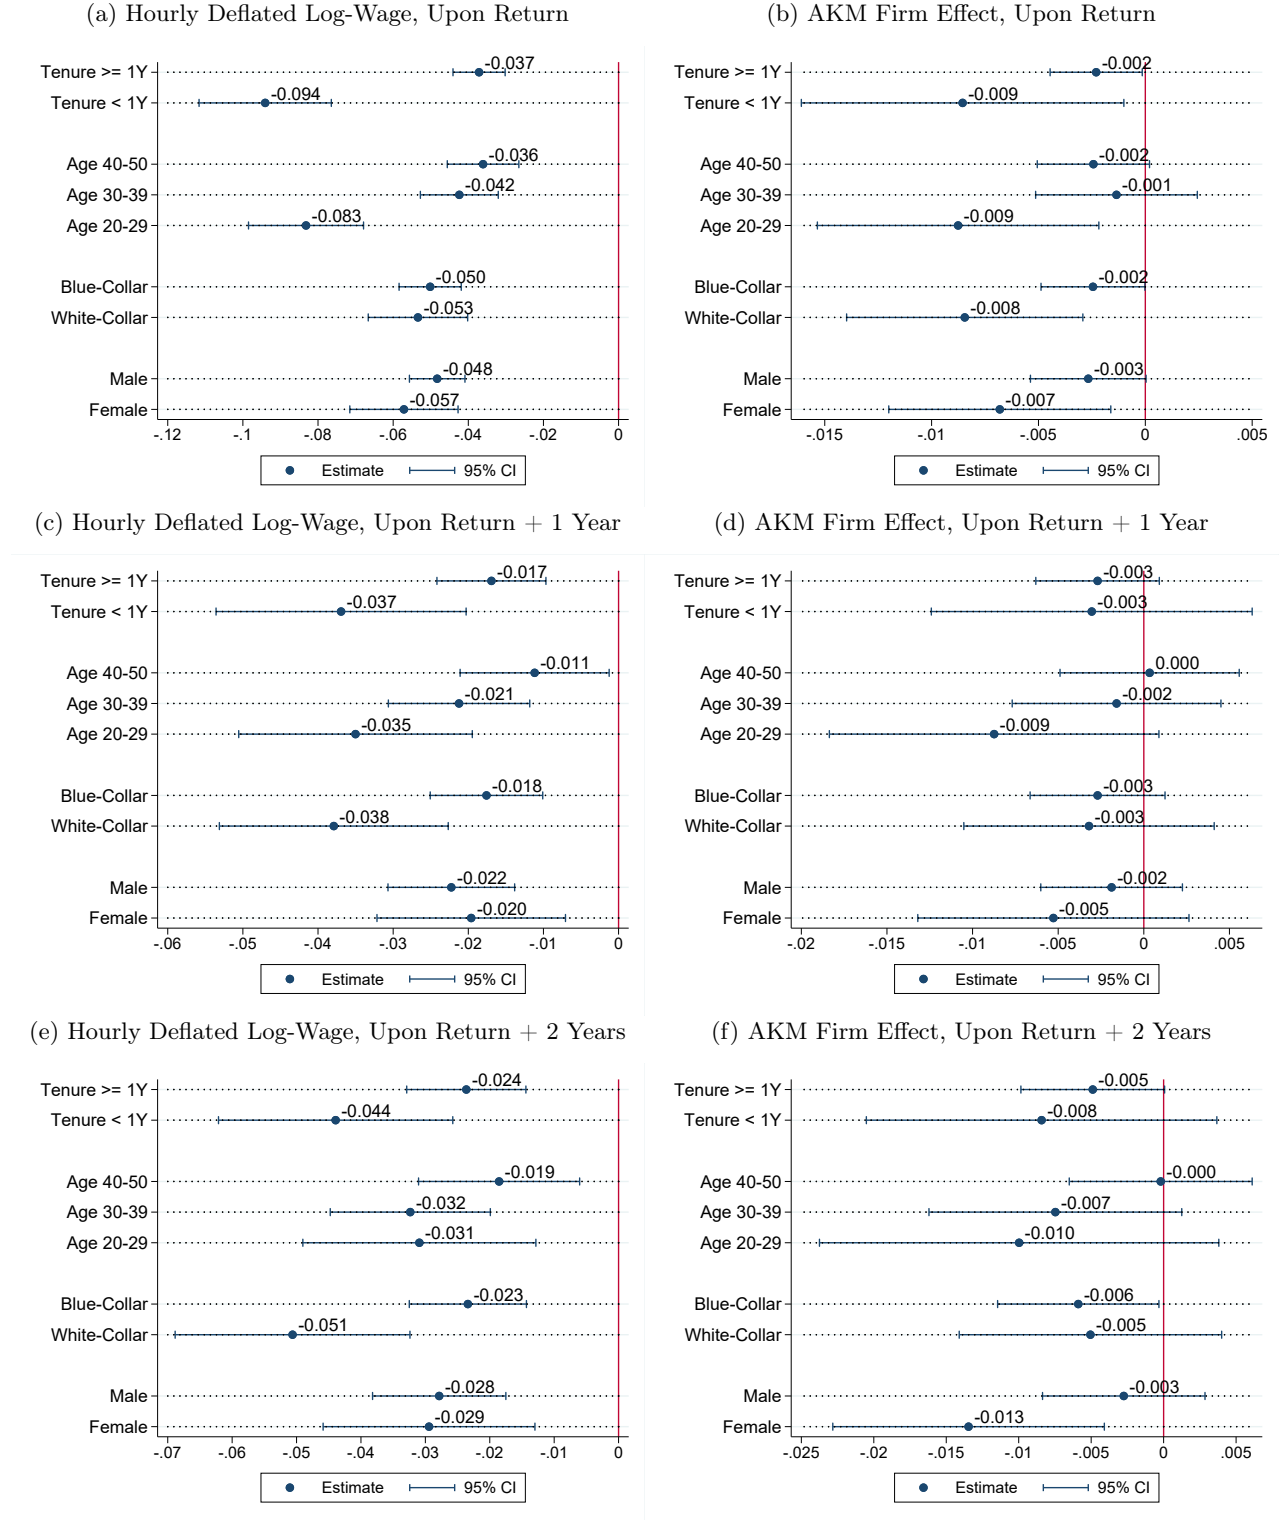 (a) Hourly Deflated Log-Wage, Upon Return
Tenure >= 1Y -0.037
Tenure < 1Y -0.094
Age 40-50 -0.036
Age 30-39 -0.042
Age 20-29 -0.083
Blue-Collar -0.050
White-Collar -0.053
Male -0.048
Female -0.057
-.12 -.1 -.08 -.06 -.04 -.02 0
Estimate 95% CI
(b) AKM Firm Effect, Upon Return
Tenure >= 1Y -0.002
Tenure < 1Y -0.009
Age 40-50 -0.002
Age 30-39 -0.001
Age 20-29 -0.009
Blue-Collar -0.002
White-Collar -0.008
Male -0.003
Female -0.007
-.015 -.01 -.005 0 .005
Estimate 95% CI
(c) Hourly Deflated Log-Wage, Upon Return + 1 Year
Tenure >= 1Y -0.017
Tenure < 1Y -0.037
Age 40-50 -0.011
Age 30-39 -0.021
Age 20-29 -0.035
Blue-Collar -0.018
White-Collar -0.038
Male -0.022
Female -0.020
-.06 -.05 -.04 -.03 -.02 -.01 0
Estimate 95% CI
(d) AKM Firm Effect, Upon Return + 1 Year
Tenure >= 1Y -0.003
Tenure < 1Y -0.003
Age 40-50 0.000
Age 30-39 -0.002
Age 20-29 -0.009
Blue-Collar -0.003
White-Collar -0.003
Male -0.002
Female -0.005
-.02 -.015 -.01 -.005 0 .005
Estimate 95% CI
(e) Hourly Deflated Log-Wage, Upon Return + 2 Years
Tenure >= 1Y -0.024
Tenure < 1Y -0.044
Age 40-50 -0.019
Age 30-39 -0.032
Age 20-29 -0.031
Blue-Collar -0.023
White-Collar -0.051
Male -0.028
Female -0.029
-.07 -.06 -.05 -.04 -.03 -.02 -.01 0
Estimate 95% CI
(f) AKM Firm Effect, Upon Return + 2 Years
Tenure >= 1Y -0.005
Tenure < 1Y -0.008
Age 40-50 -0.000
Age 30-39 -0.007
Age 20-29 -0.010
Blue-Collar -0.006
White-Collar -0.005
Male -0.003
Female -0.013
-.025 -.02 -.015 -.01 -.005 0 .005
Estimate 95% CI